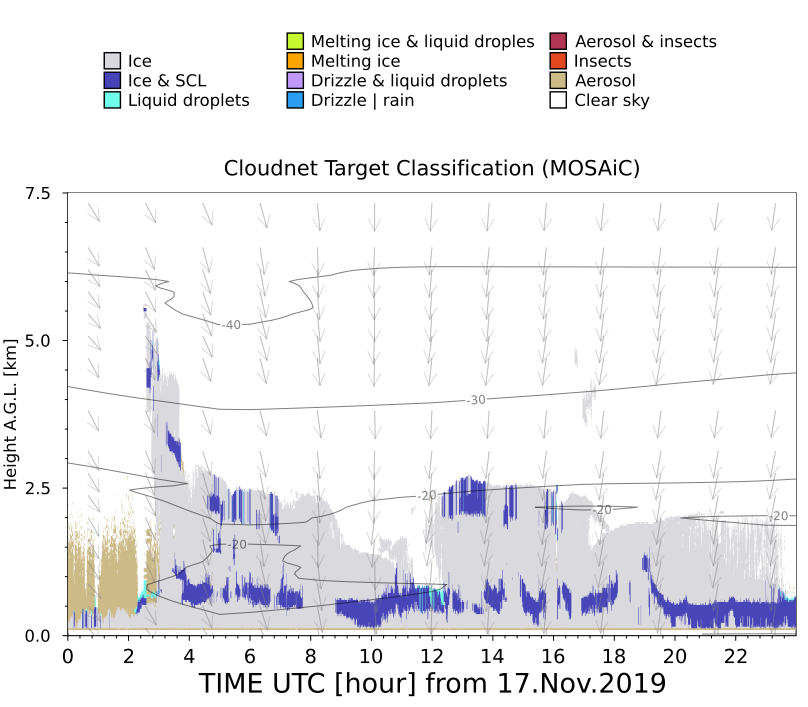 Ice
Ice & SCL
Liquid droplets
Melting ice & liquid droples
Melting ice
Drizzle & liquid droplets
Drizzle | rain
Aerosol & insects
Insects
Aerosol
Clear sky
Cloudnet Target Classification (MOSAiC)
7.5
5.0
2.5
0.0
Height A.G.L. [km]
-40
-30
-20
-20
-20
-20
0 2 4 6 8 10 12 14 16 18 20 22
TIME UTC [hour] from 17.Nov.2019